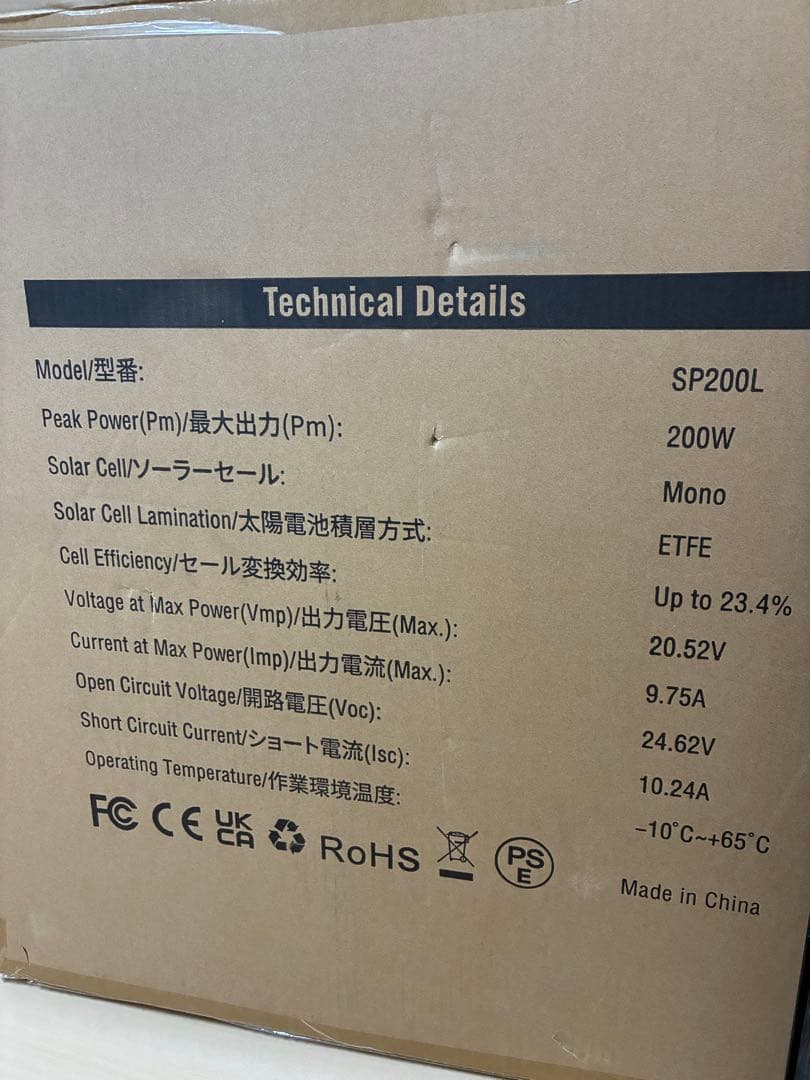 Technical Details
Model/型番: SP200L
Peak Power(Pm)/最大出力(Pm): 200W
Solar Cell/ソーラーセール: Mono
Solar Cell Lamination/太陽電池積層方式: ETFE
Cell Efficiency/セール変換効率: Up to 23.4%
Voltage at Max Power(Vmp)/出力電圧(Max.): 20.52V
Current at Max Power(Imp)/出力電流(Max.): 9.75A
Open Circuit Voltage/開路電圧(Voc): 24.62V
Short Circuit Current/ショート電流(Isc): 10.24A
Operating Temperature/作業環境温度: -10°C~+65°C
FC CE UK CA RoHS PS E
Made in China